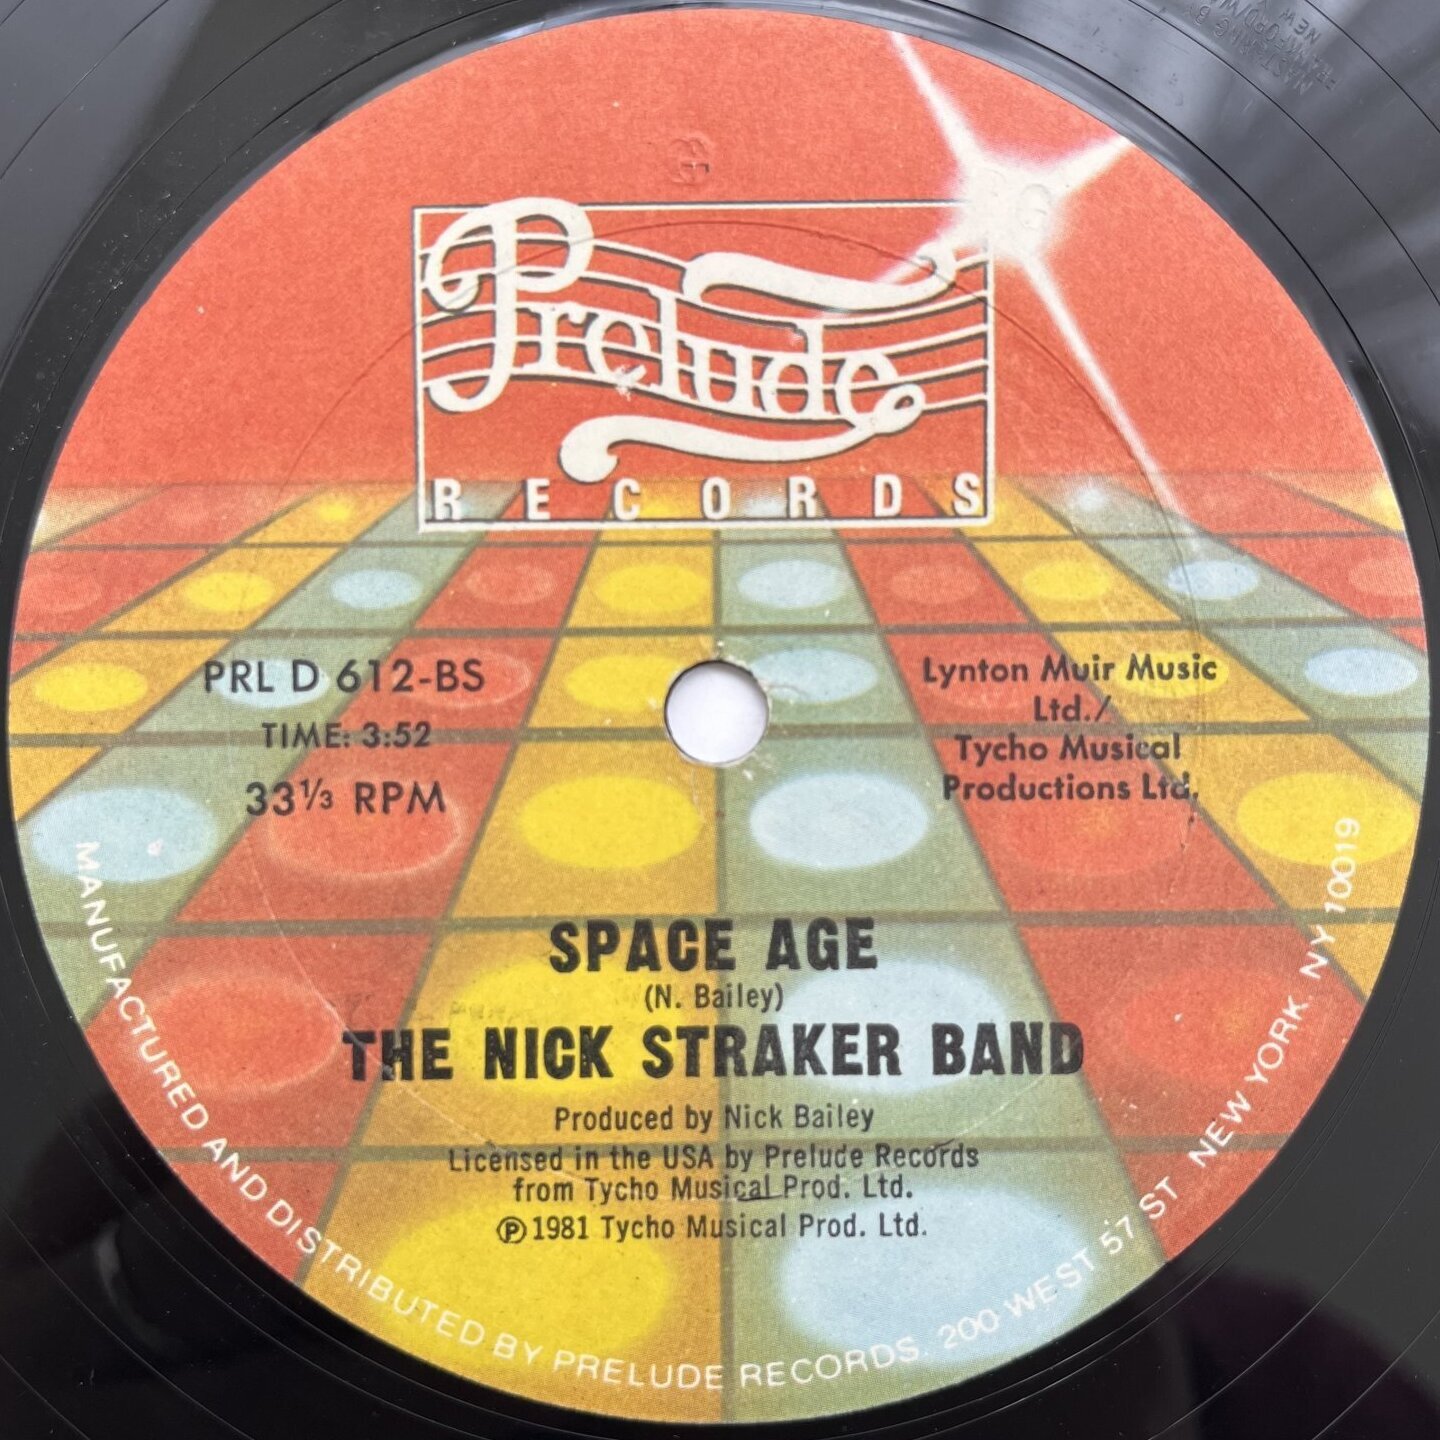 Prelude
RECORDS
PRL D 612-BS
TIME: 3:52
33⅓ RPM
Lynton Muir Music
Ltd./
Tycho Musical
Productions Ltd.
SPACE AGE
(N. Bailey)
THE NICK STRAKER BAND
Produced by Nick Bailey
Licensed in the USA by Prelude Records
from Tycho Musical Prod. Ltd.
Ⓟ1981 Tycho Musical Prod. Ltd.
MANUFACTURED AND DISTRIBUTED BY PRELUDE RECORDS. 200 WEST 57 ST NEW YORK. NY 10019